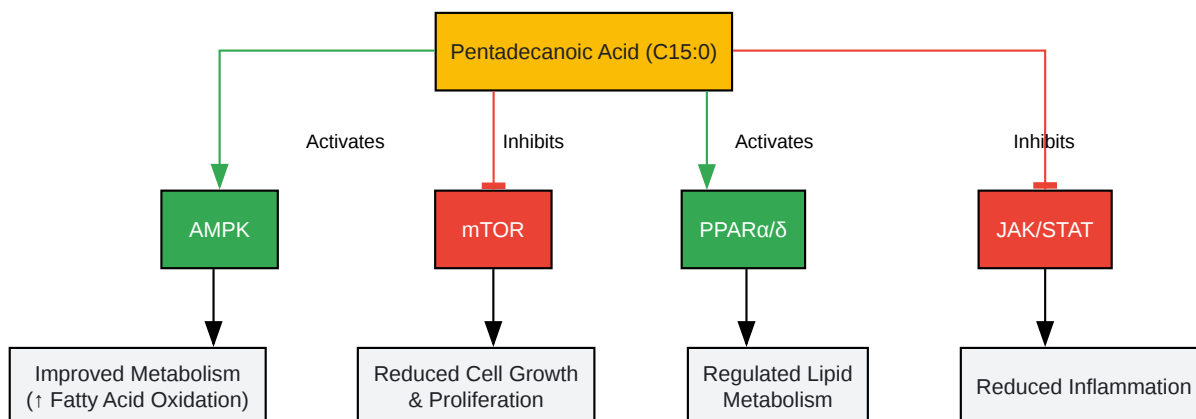 Pentadecanoic Acid (C15:0)
Activates
Inhibits
Activates
Inhibits
AMPK
mTOR
PPARα/δ
JAK/STAT
Improved Metabolism
(↑ Fatty Acid Oxidation)
Reduced Cell Growth
& Proliferation
Regulated Lipid
Metabolism
Reduced Inflammation